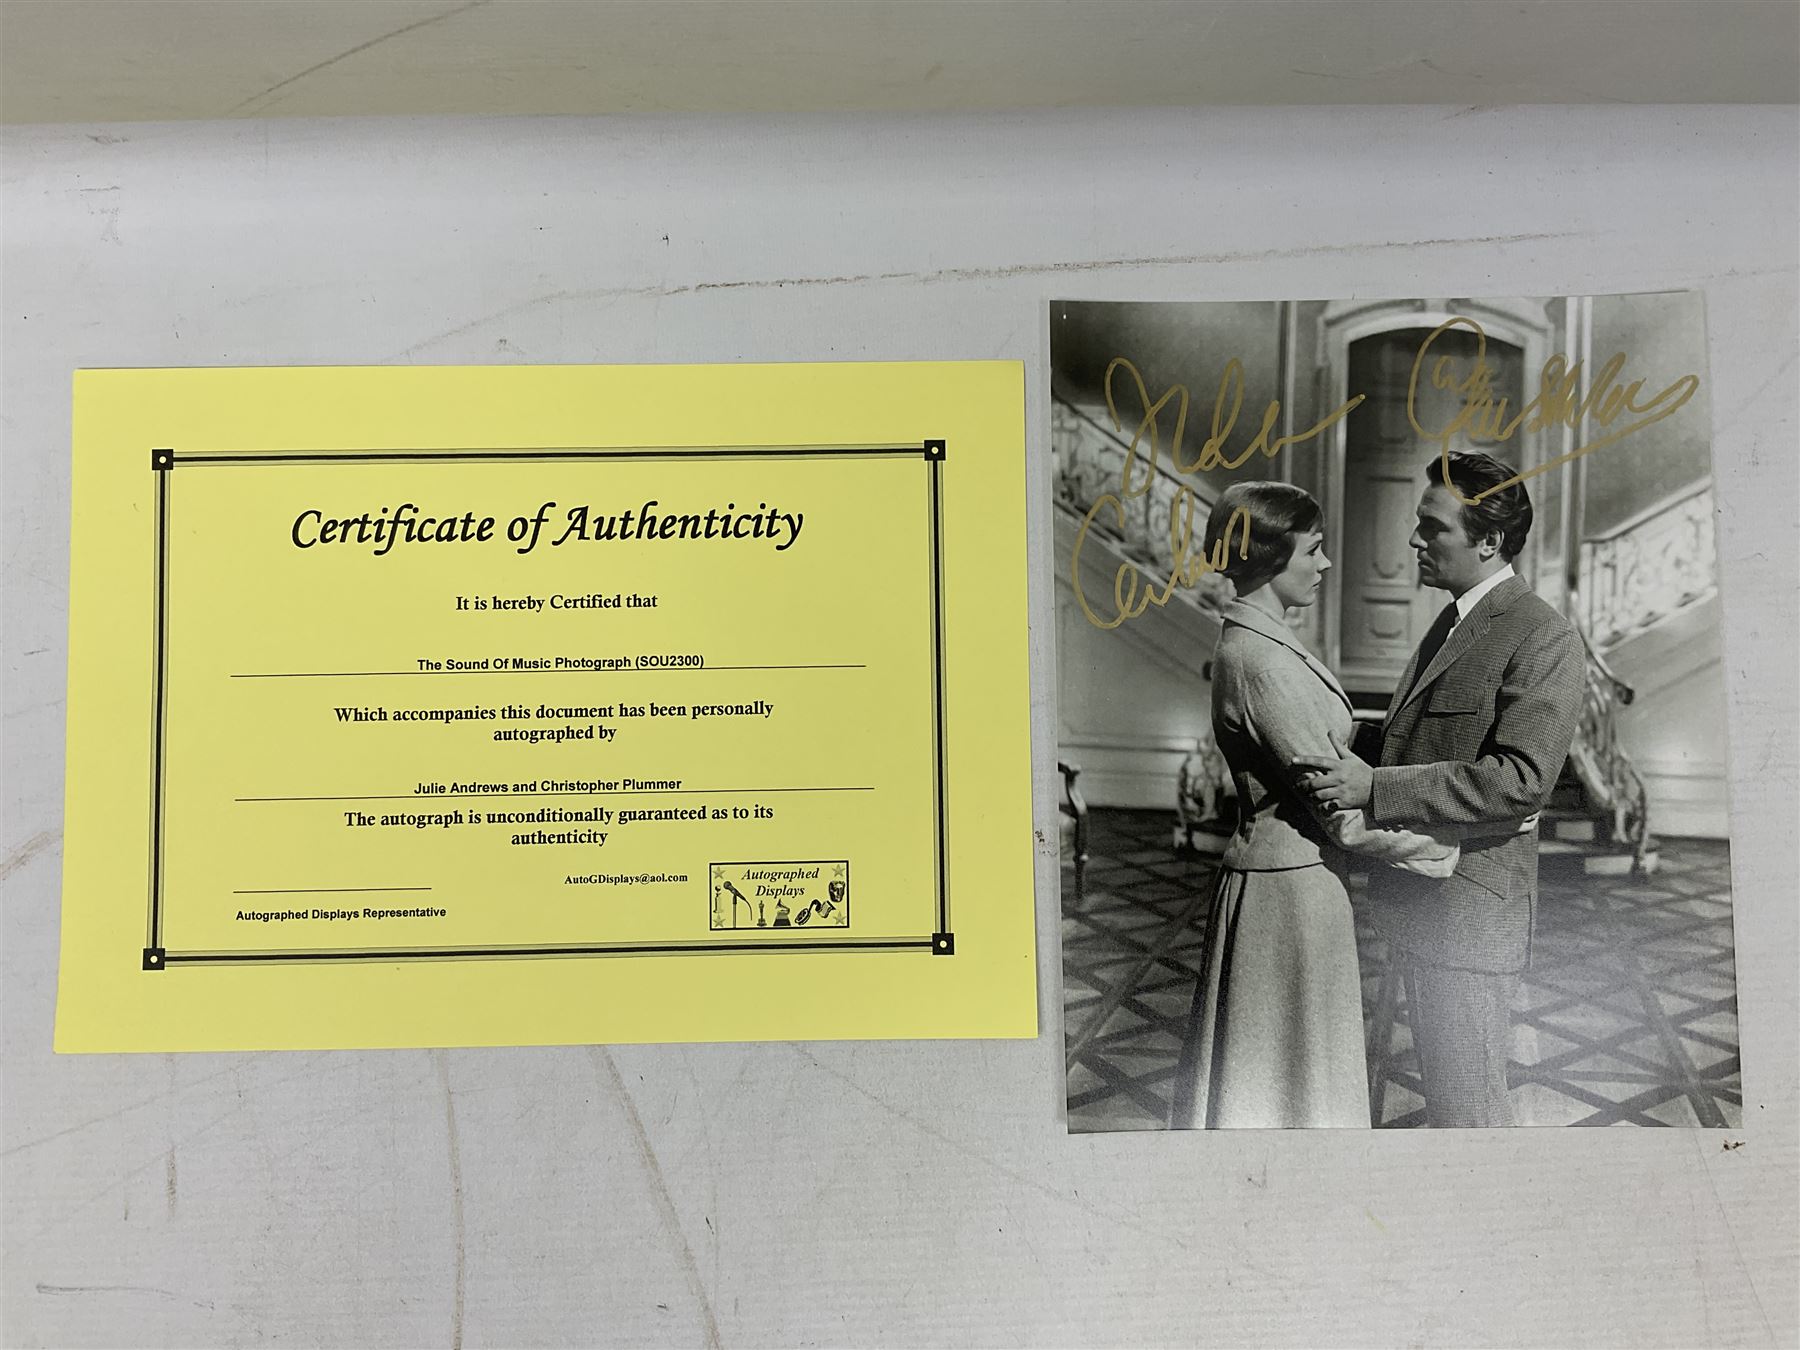 Certificate of Authenticity
It is hereby Certified that
The Sound Of Music Photograph (SOU2300)
Which accompanies this document has been personally
autographed by
Julie Andrews and Christopher Plummer
The autograph is unconditionally guaranteed as to its
authenticity
AutoGDisplays@aol.com
Autographed
Displays
Autographed Displays Representative